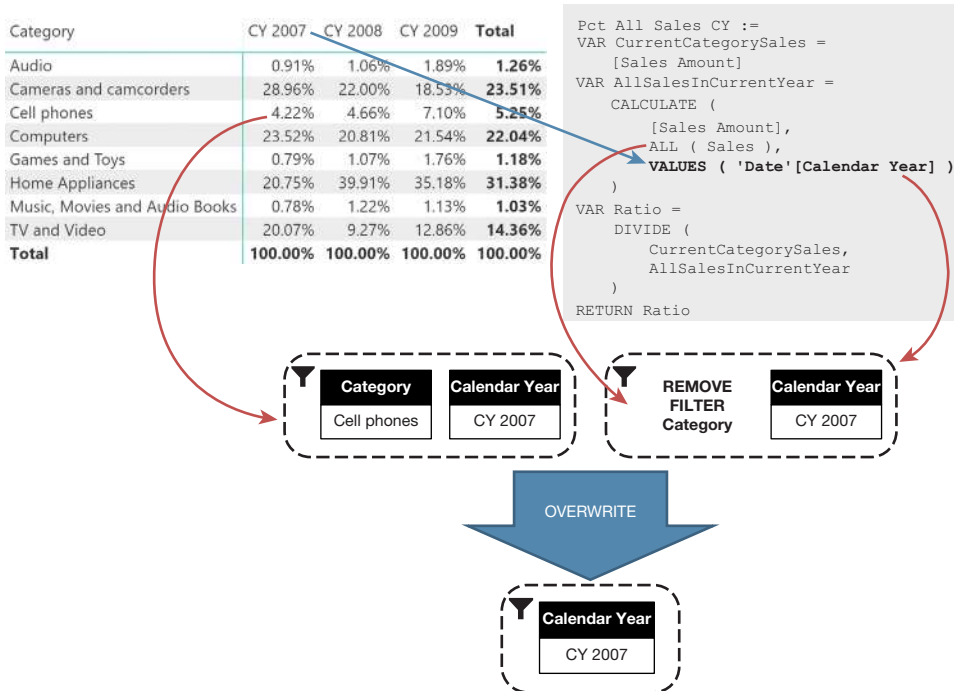 Category CY 2007 CY 2008 CY 2009 Total
Audio 0.91% 1.06% 1.89% 1.26%
Cameras and camcorders 28.96% 22.00% 18.53% 23.51%
Cell phones 4.22% 4.66% 7.10% 5.25%
Computers 23.52% 20.81% 21.54% 22.04%
Games and Toys 0.79% 1.07% 1.76% 1.18%
Home Appliances 20.75% 39.91% 35.18% 31.38%
Music, Movies and Audio Books 0.78% 1.22% 1.13% 1.03%
TV and Video 20.07% 9.27% 12.86% 14.36%
Total 100.00% 100.00% 100.00% 100.00%
Pct All Sales CY :=
VAR CurrentCategorySales =
[Sales Amount]
VAR AllSalesInCurrentYear =
CALCULATE (
[Sales Amount],
ALL ( Sales ),
VALUES ( 'Date'[Calendar Year] )
)
VAR Ratio =
DIVIDE (
CurrentCategorySales,
AllSalesInCurrentYear
)
RETURN Ratio
Category Calendar Year
Cell phones CY 2007
REMOVE
FILTER
Category
Calendar Year
CY 2007
OVERWRITE
Calendar Year
CY 2007